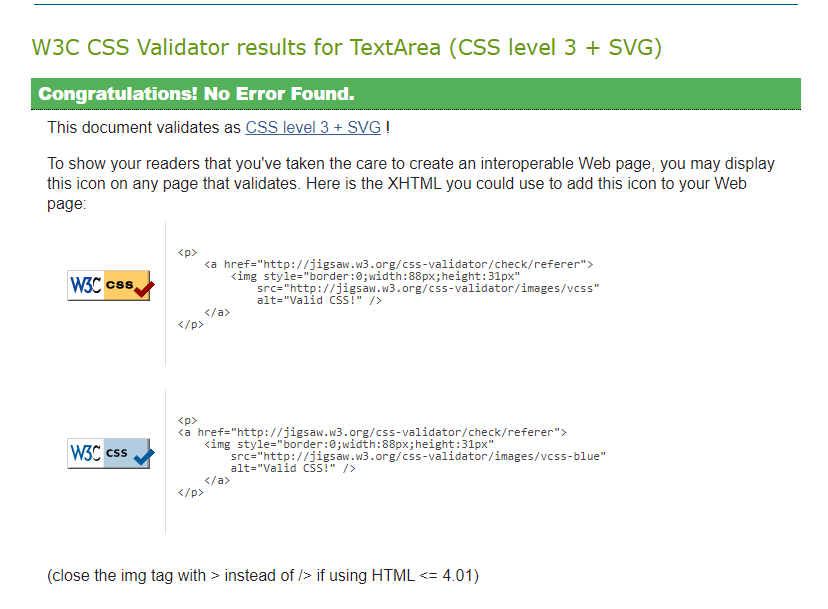 W3C CSS Validator results for TextArea (CSS level 3 + SVG)
Congratulations! No Error Found.
This document validates as CSS level 3 + SVG !
To show your readers that you've taken the care to create an interoperable Web page, you may display
this icon on any page that validates. Here is the XHTML you could use to add this icon to your Web
page:
W3C css
<p>
<a href="http://jigsaw.w3.org/css-validator/check/referer">
<img style="border:0;width:88px;height:31px"
src="http://jigsaw.w3.org/css-validator/images/vcss"
alt="Valid CSS!" />
</a>
</p>
W3C css
<p>
<a href="http://jigsaw.w3.org/css-validator/check/referer">
<img style="border:0;width:88px;height:31px"
src="http://jigsaw.w3.org/css-validator/images/vcss-blue"
alt="Valid CSS!" />
</a>
</p>
(close the img tag with > instead of /> if using HTML <= 4.01)